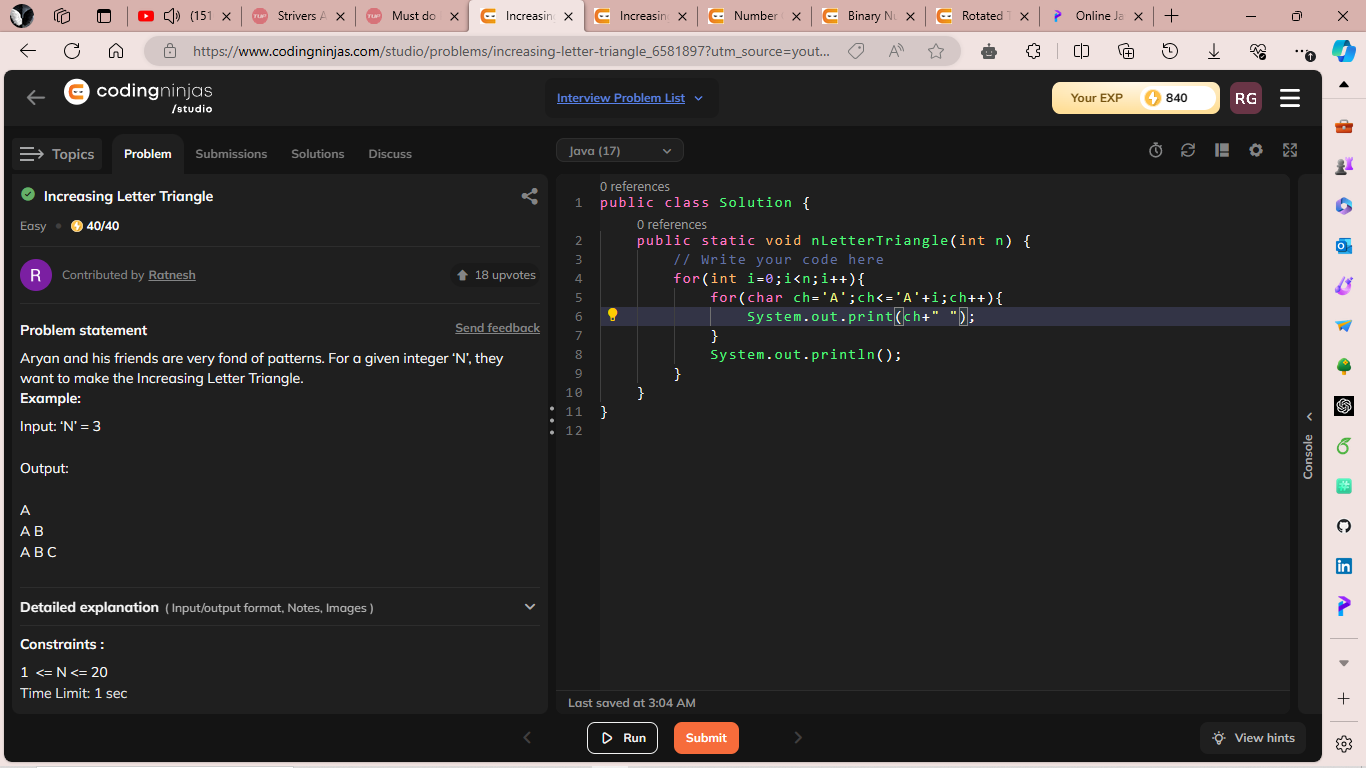 (151
Strivers A
Must do
Increasing
Increasin
Number
Binary Nu
Rotated T
Online Ja
https://www.codingninjas.com/studio/problems/increasing-letter-triangle_6581897?utm_source=yout...
codingninjas
/studio
Interview Problem List
Your EXP
840
RG
Topics
Problem
Submissions
Solutions
Discuss
Java (17)
Increasing Letter Triangle
Easy
40/40
R
Contributed by Ratnesh
18 upvotes
Problem statement
Send feedback
Aryan and his friends are very fond of patterns. For a given integer ‘N’, they
want to make the Increasing Letter Triangle.
Example:
Input: ‘N’ = 3
Output:
A
A B
A B C
Detailed explanation ( Input/output format, Notes, Images )
Constraints :
1 <= N <= 20
Time Limit: 1 sec
0 references
1 public class Solution {
0 references
2 public static void nLetterTriangle(int n) {
3 // Write your code here
4 for(int i=0;i<n;i++){
5 for(char ch='A';ch<='A'+i;ch++){
6 System.out.print(ch+" ");
7 }
8 System.out.println();
9 }
10 }
11 }
12
Console
Last saved at 3:04 AM
Run
Submit
View hints